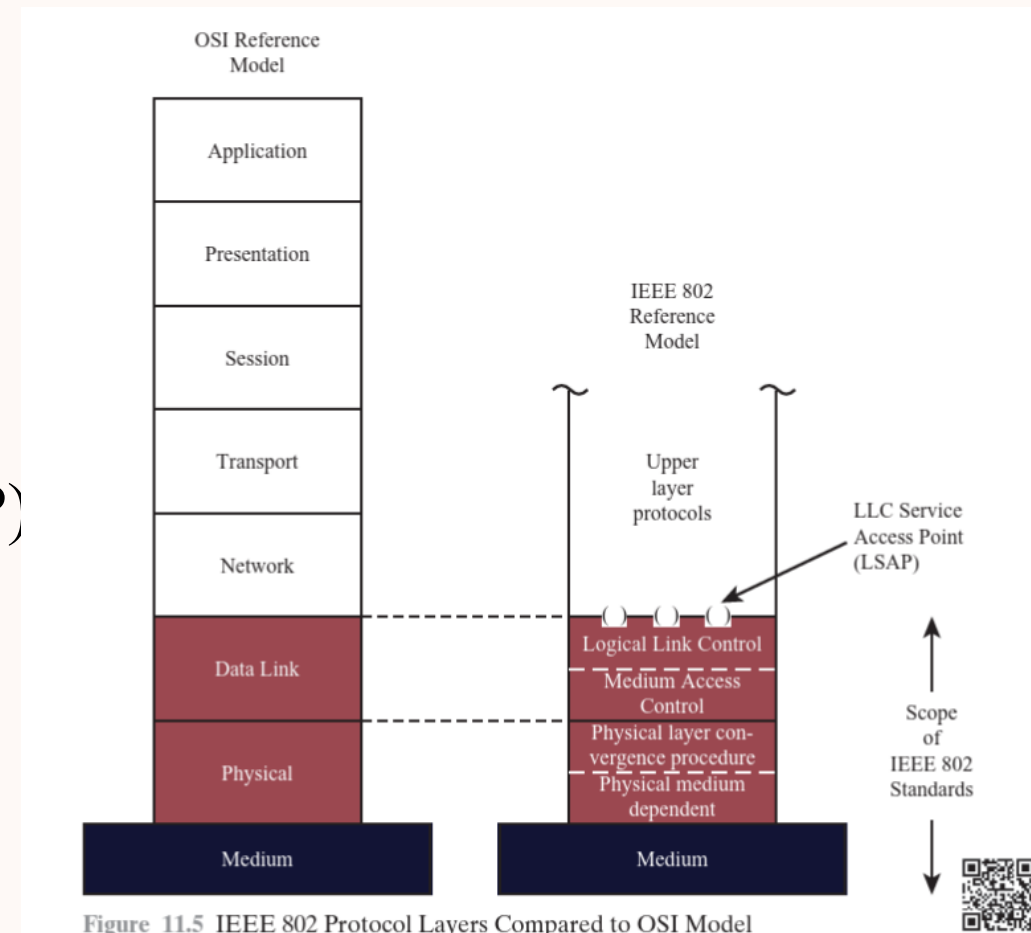 OSI Reference
Model
Application
Presentation
Session
Transport
Network
Data Link
Physical
Medium
IEEE 802
Reference
Model
Upper
layer
protocols
LLC Service
Access Point
(LSAP)
Logical Link Control
Medium Access
Control
Physical layer con-
vergence procedure
Physical medium
dependent
Medium
Scope
of
IEEE 802
Standards
)
Figure 11.5 IEEE 802 Protocol Layers Compared to OSI Model